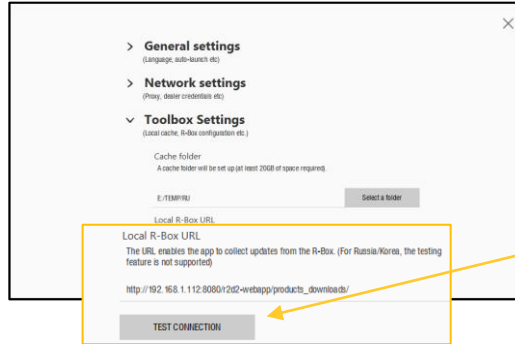 General settings
(Language, auto-launch etc)
Network settings
(Proxy, dealer credentials etc)
Toolbox Settings
(Local cache, R-Box configuration etc.)
Cache folder
A cache folder will be set up (at least 20GB of space required).
E:/TEMP/RU
Select a folder
Local R-Box URL
Local R-Box URL
The URL enables the app to collect updates from the R-Box. (For Russia/Korea, the testing
feature is not supported)
http://192.168.1.112:8080/r2d2-webapp/products_downloads/
TEST CONNECTION